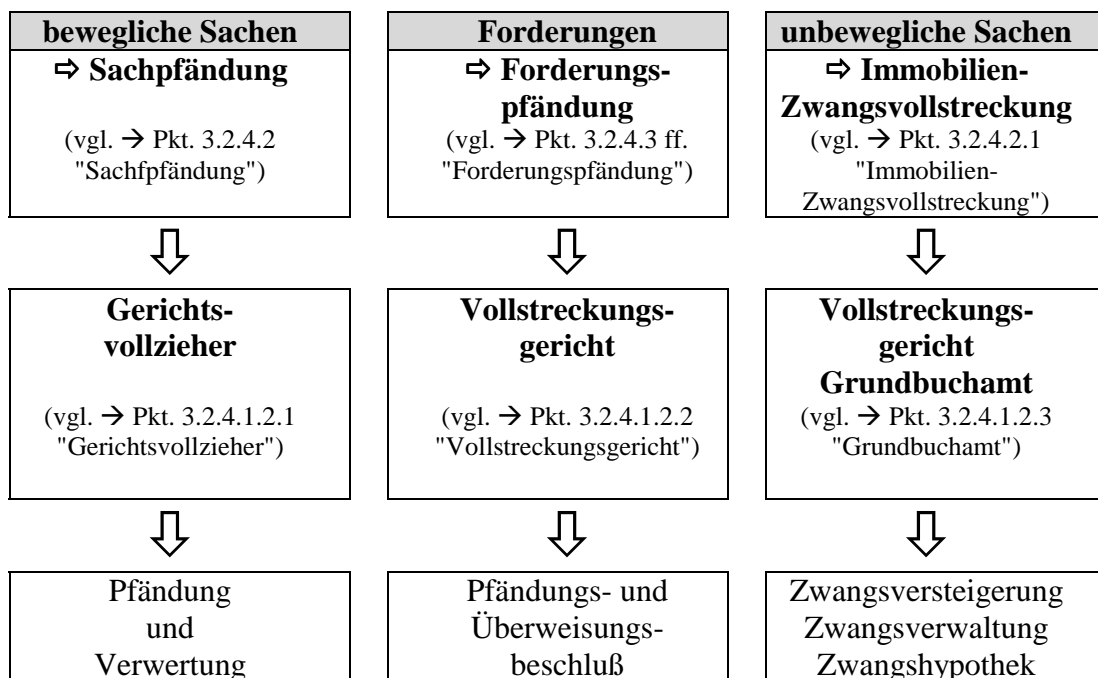 bewegliche Sachen
⇨ Sachpfändung
(vgl. → Pkt. 3.2.4.2
"Sachfpfändung")
Forderungen
⇨ Forderungs-
pfändung
(vgl. → Pkt. 3.2.4.3 ff.
"Forderungspfändung")
unbewegliche Sachen
⇨ Immobilien-
Zwangsvollstreckung
(vgl. → Pkt. 3.2.4.2.1
"Immobilien-
Zwangsvollstreckung")
Gerichts-
vollzieher
(vgl. → Pkt. 3.2.4.1.2.1
"Gerichtsvollzieher")
Vollstreckungs-
gericht
(vgl. → Pkt. 3.2.4.1.2.2
"Vollstreckungsgericht")
Vollstreckungs-
gericht
Grundbuchamt
(vgl. → Pkt. 3.2.4.1.2.3
"Grundbuchamt")
Pfändung
und
Verwertung
Pfändungs- und
Überweisungs-
beschluß
Zwangsversteigerung
Zwangsverwaltung
Zwangshypothek